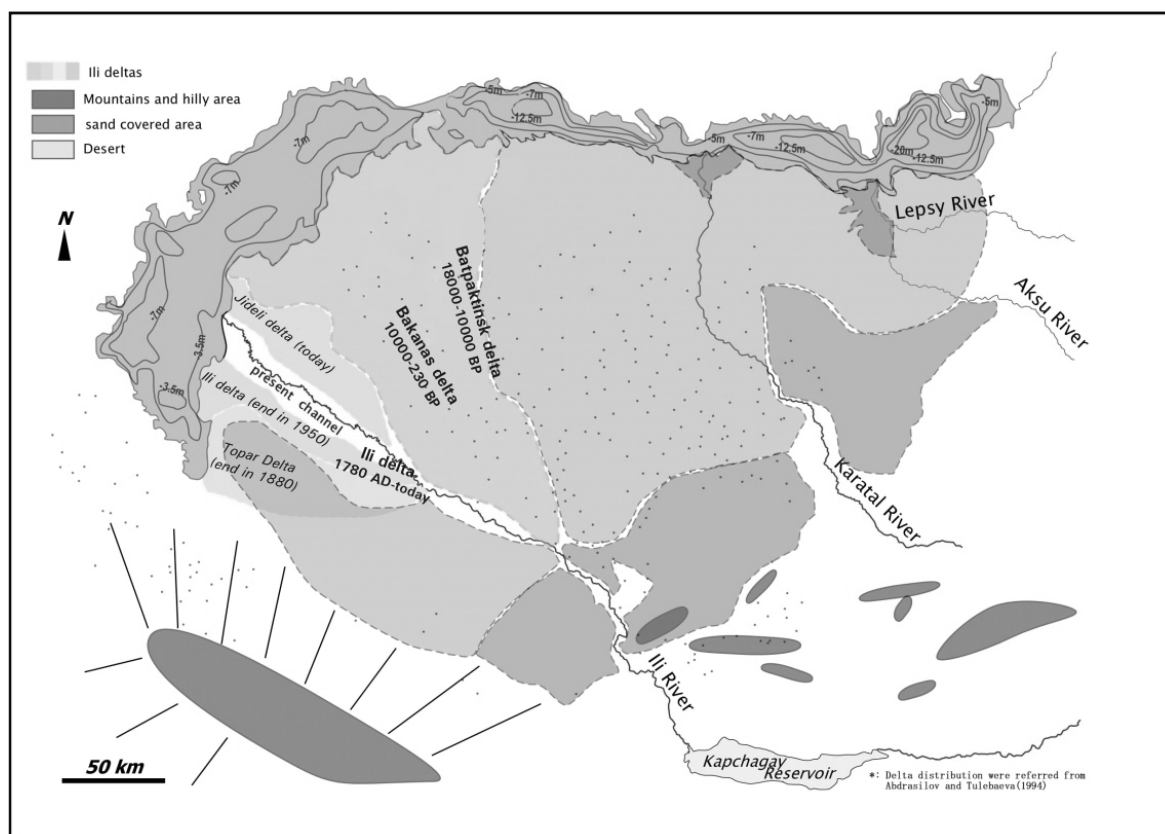 Ili deltas
Mountains and hilly area
sand covered area
Desert
N
-5m
-7m
-12.5m
-5m
-7m
-12.5m
-20m
-12.5m
-5m
-7m
-7m
-7m
-3.5m
-3.5m
Lepsy River
Aksu River
Karatal River
Batpaktinsk delta
18000-10000 BP
Bakanas delta
10000-230 BP
Jideli delta (today)
present channel
Ili delta (end in 1950)
Ili delta
1780 AD-today
Topar Delta
(end in 1880)
Ili River
Kapchagay
Reservoir
50 km
*: Delta distribution were referred from
Abdrasilov and Tulebaeva(1994)